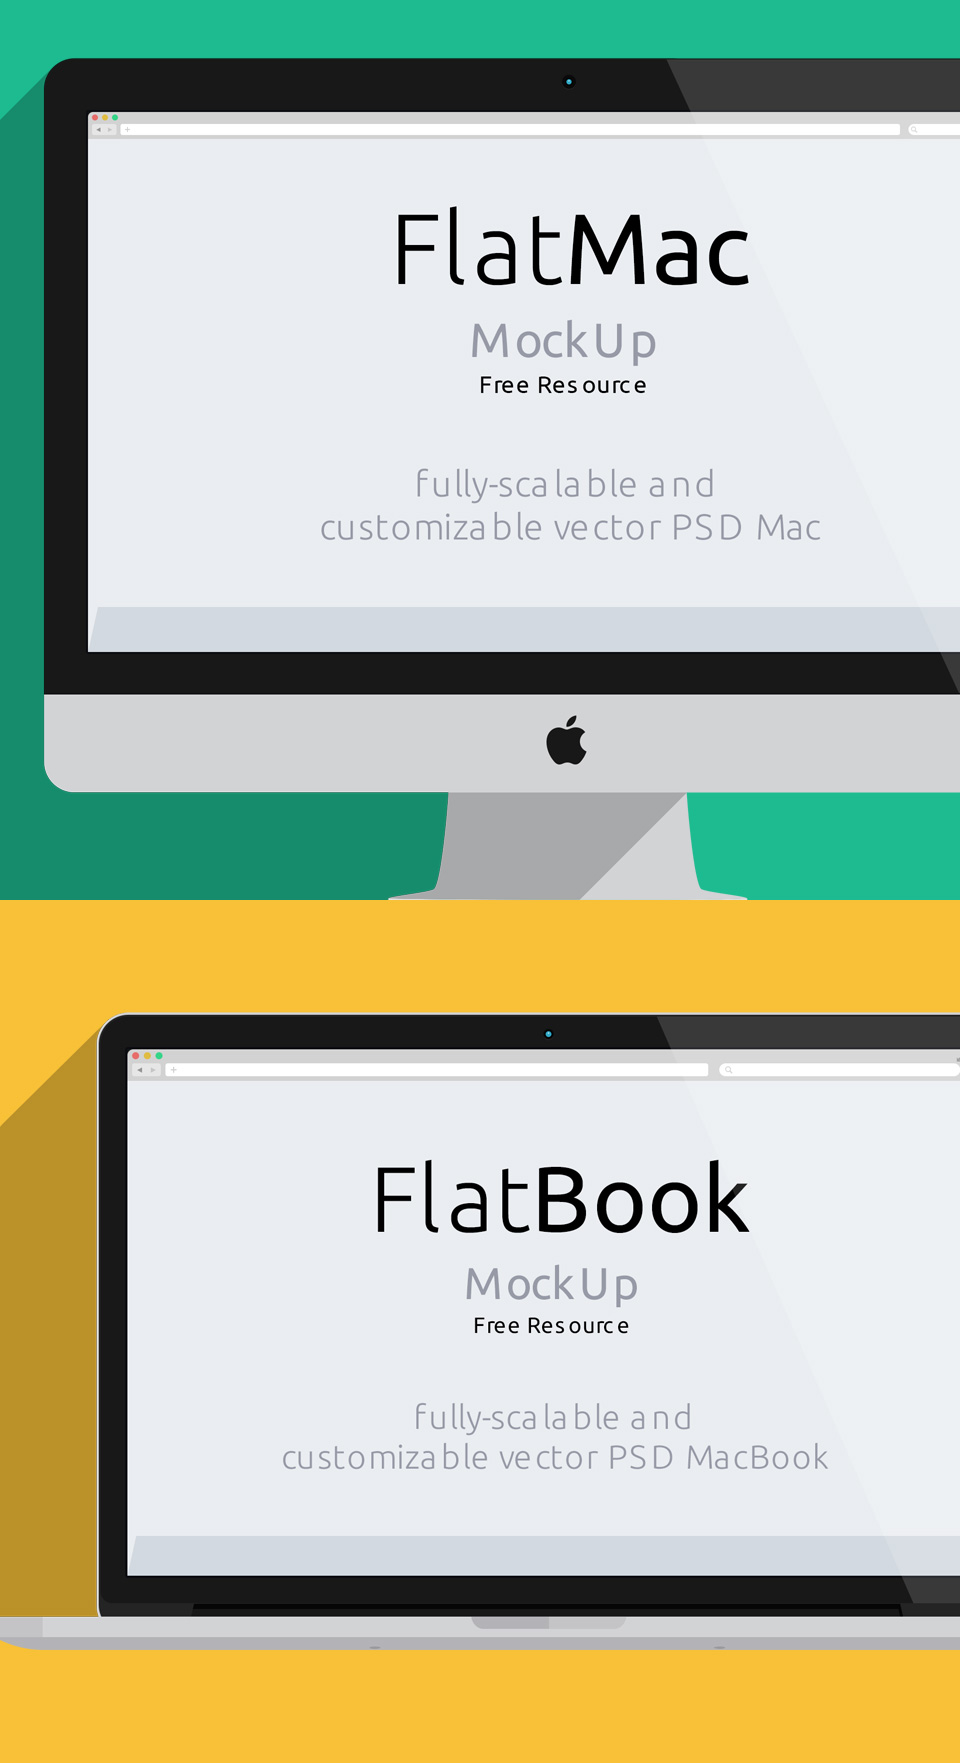 FlatMac
MockUp
Free Resource
fully-scalable and
customizable vector PSD Mac
FlatBook
MockUp
Free Resource
fully-scalable and
customizable vector PSD MacBook